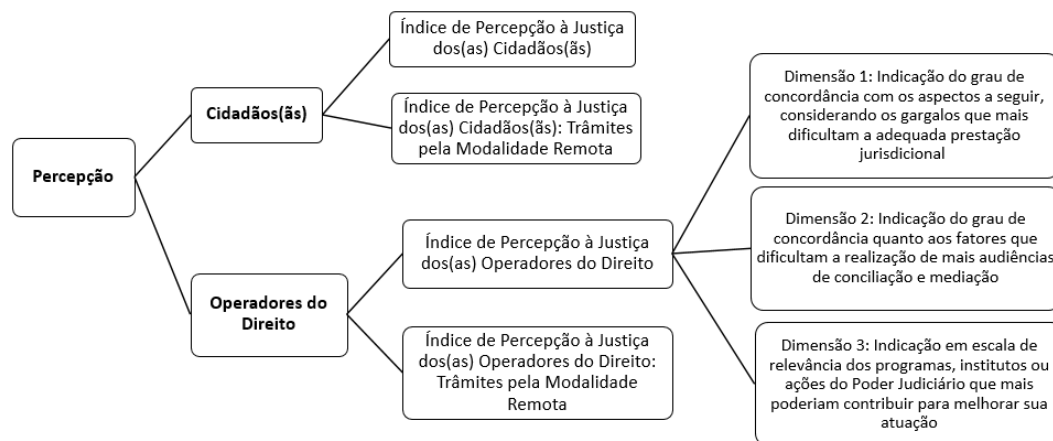 Percepção
Cidadãos(ãs)
Índice de Percepção à Justiça
dos(as) Cidadãos(ãs)
Índice de Percepção à Justiça
dos(as) Cidadãos(ãs): Trâmites
pela Modalidade Remota
Operadores do
Direito
Índice de Percepção à Justiça
dos(as) Operadores do Direito
Índice de Percepção à Justiça
dos(as) Operadores do Direito:
Trâmites pela Modalidade
Remota
Dimensão 1: Indicação do grau de
concordância com os aspectos a seguir,
considerando os gargalos que mais
dificultam a adequada prestação
jurisdicional
Dimensão 2: Indicação do grau de
concordância quanto aos fatores que
dificultam a realização de mais audiências
de conciliação e mediação
Dimensão 3: Indicação em escala de
relevância dos programas, institutos ou
ações do Poder Judiciário que mais
poderiam contribuir para melhorar sua
atuação